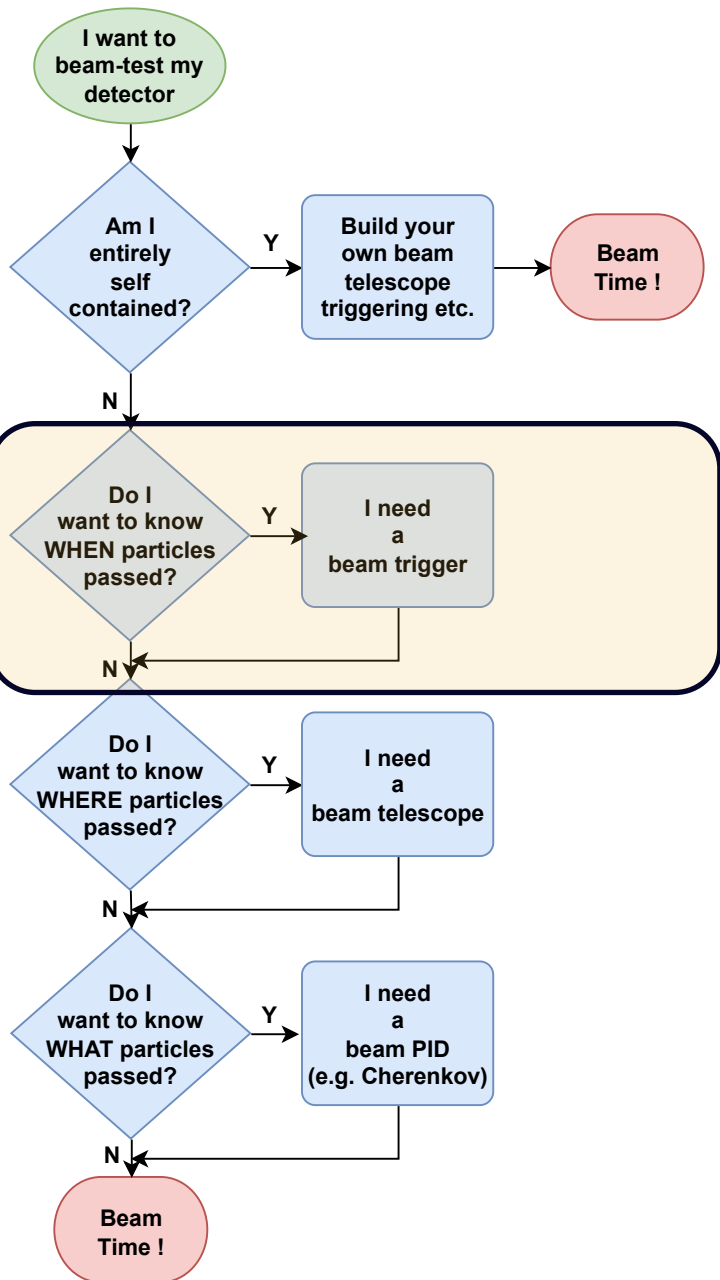 I want to
beam-test my
detector
Am I
entirely
self
contained?
Y
Build your
own beam
telescope
triggering etc.
Beam
Time !
N
Do I
want to know
WHEN particles
passed?
Y
I need
a
beam trigger
N
Do I
want to know
WHERE particles
passed?
Y
I need
a
beam telescope
N
Do I
want to know
WHAT particles
passed?
Y
I need
a
beam PID
(e.g. Cherenkov)
N
Beam
Time !